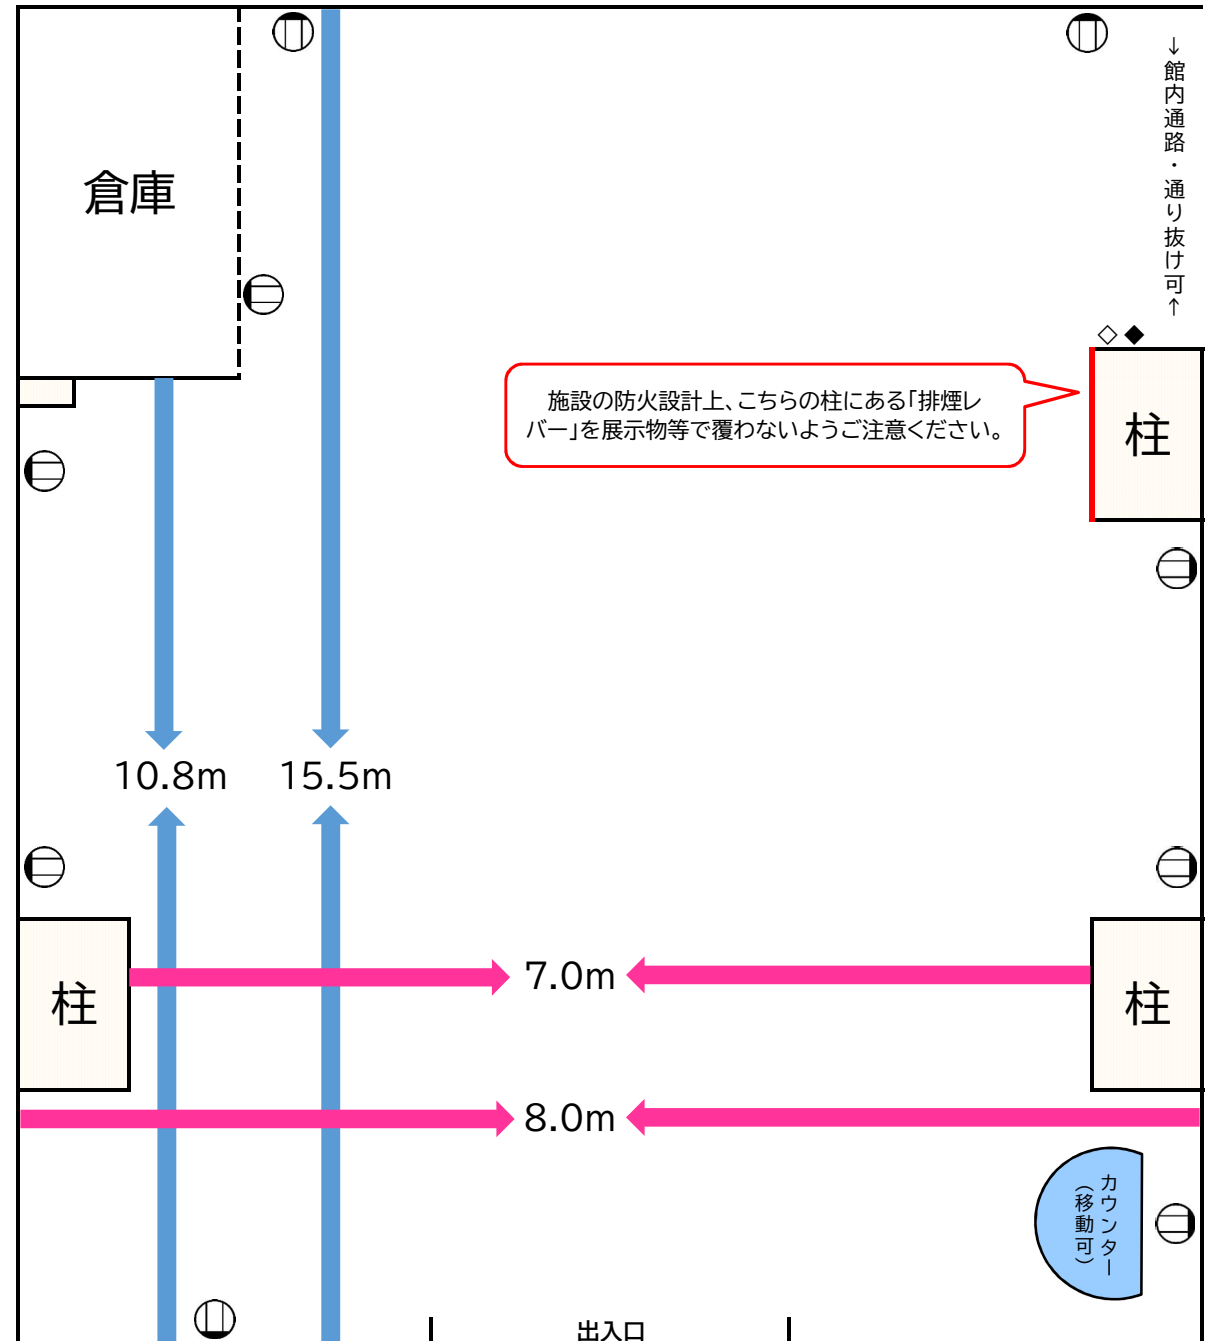 倉庫
↓館内通路・通り抜け可↑
◇◆
施設の防火設計上、こちらの柱にある「排煙レ
バー」を展示物等で覆わないようご注意ください。
柱
10.8m
15.5m
柱
7.0m
柱
8.0m
カウンター
（移動可）
出入口